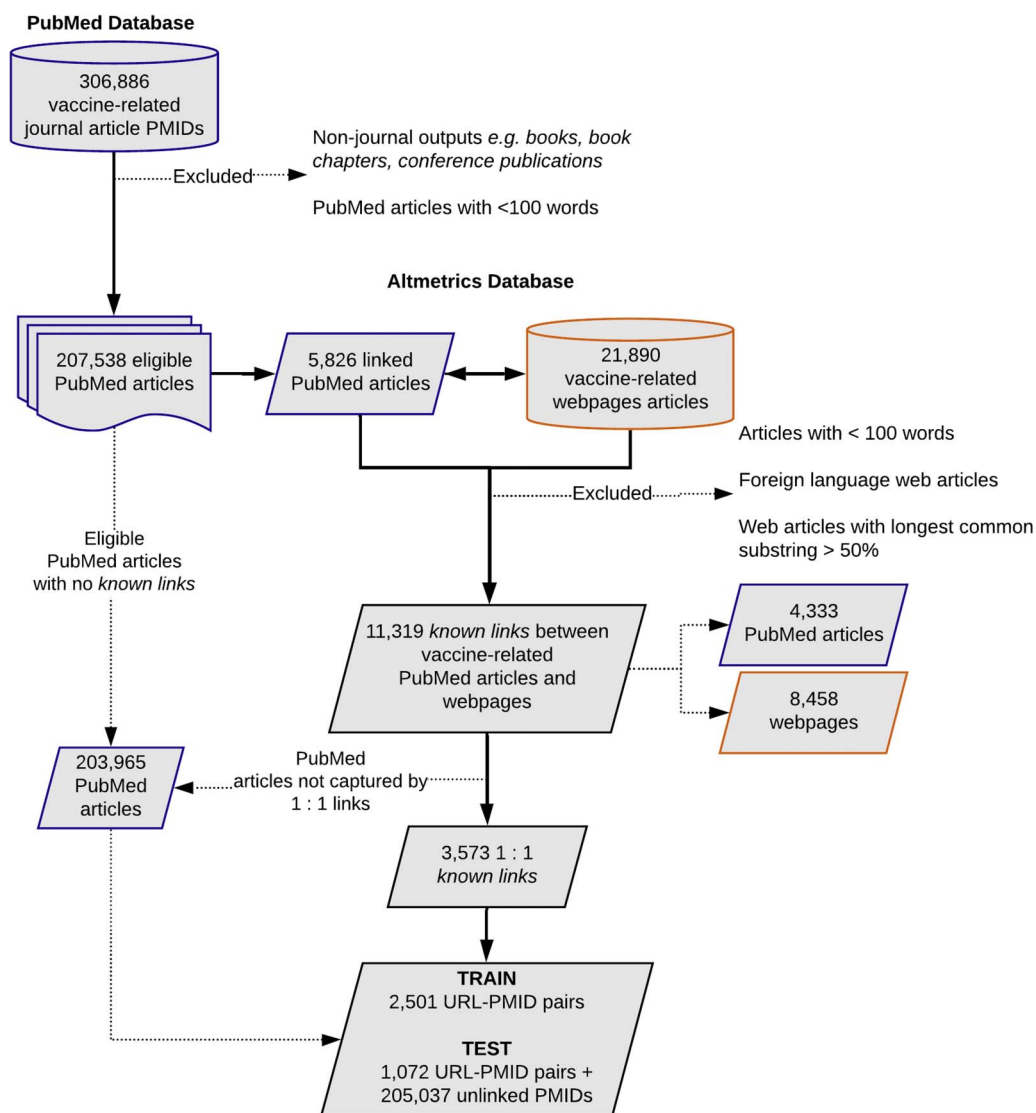 PubMed Database
306,886
vaccine-related
journal article PMIDs
Non-journal outputs e.g. books, book
chapters, conference publications
Excluded
PubMed articles with <100 words
Altmetrics Database
207,538 eligible
PubMed articles
5,826 linked
PubMed articles
21,890
vaccine-related
webpages articles
Articles with < 100 words
Excluded
Foreign language web articles
Web articles with longest common
substring > 50%
Eligible
PubMed articles
with no known links
11,319 known links between
vaccine-related
PubMed articles and
webpages
4,333
PubMed articles
8,458
webpages
203,965
PubMed
articles
PubMed
articles not captured by
1 : 1 links
3,573 1 : 1
known links
TRAIN
2,501 URL-PMID pairs
TEST
1,072 URL-PMID pairs +
205,037 unlinked PMIDs